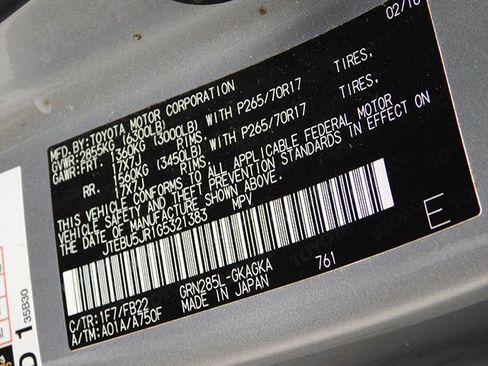 MFD.BY:TOYOTA MOTOR CORPORATION 02/16
GVWR:2855KG (6300LB)
GAWR:FRT. 1360KG (3000LB) WITH P265/70R17 TIRES,
17X7J RIMS,
RR. 1560KG (3450LB) WITH P265/70R17 TIRES,
17X7J RIMS,
THIS VEHICLE CONFORMS TO ALL APPLICABLE FEDERAL MOTOR
VEHICLE SAFETY AND THEFT PREVENTION STANDARDS IN EFFECT ON
THE DATE OF MANUFACTURE SHOWN ABOVE.
JTEBU5JR1G5321383 MPV
E
C/TR:1F7/FB22 GRN285L-GKAGKA 761
A/TM:A01A/A750F MADE IN JAPAN
35B30